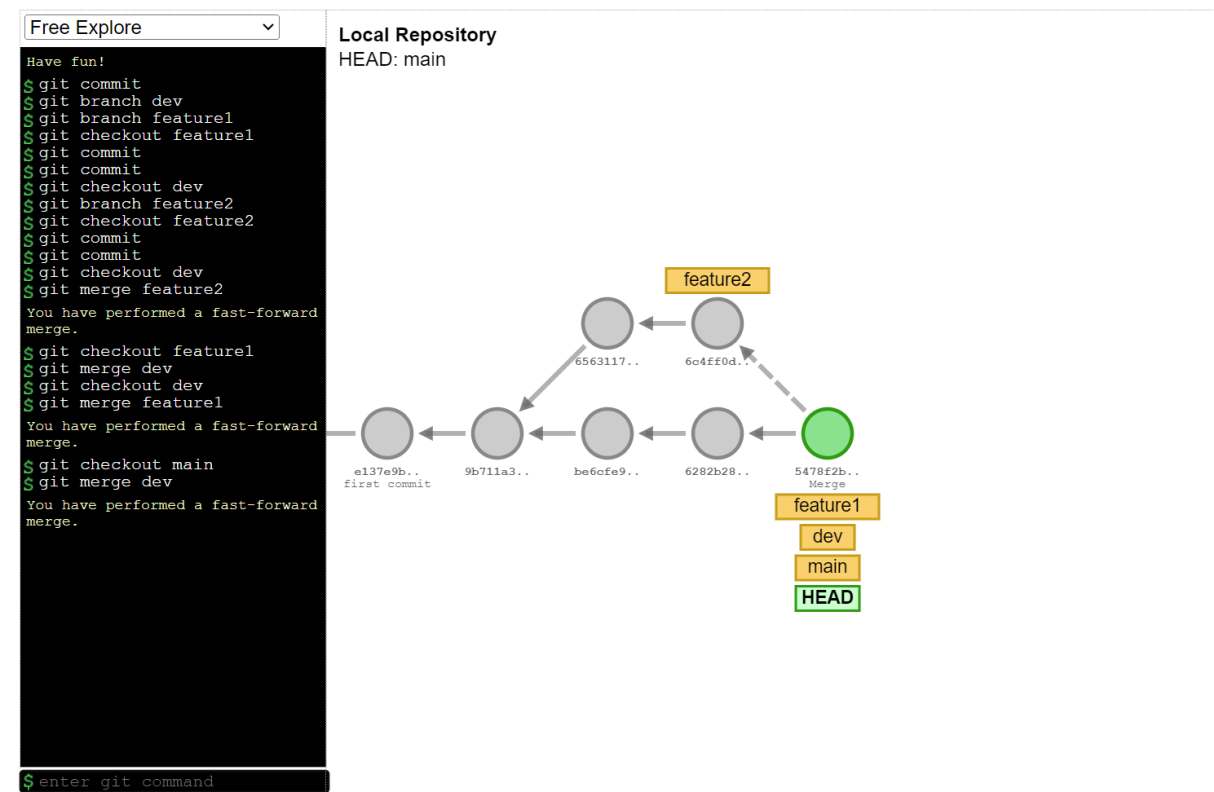 Free Explore
Have fun!
$ git commit
$ git branch dev
$ git branch feature1
$ git checkout feature1
$ git commit
$ git commit
$ git checkout dev
$ git branch feature2
$ git checkout feature2
$ git commit
$ git commit
$ git checkout dev
$ git merge feature2
You have performed a fast-forward
merge.
$ git checkout feature1
$ git merge dev
$ git checkout dev
$ git merge feature1
You have performed a fast-forward
merge.
$ git checkout main
$ git merge dev
You have performed a fast-forward
merge.
$ enter git command
Local Repository
HEAD: main
feature2
6563117..
6c4ff0d..
e137e9b..
first commit
9b711a3..
be6cfe9..
6282b28..
5478f2b..
Merge
feature1
dev
main
HEAD